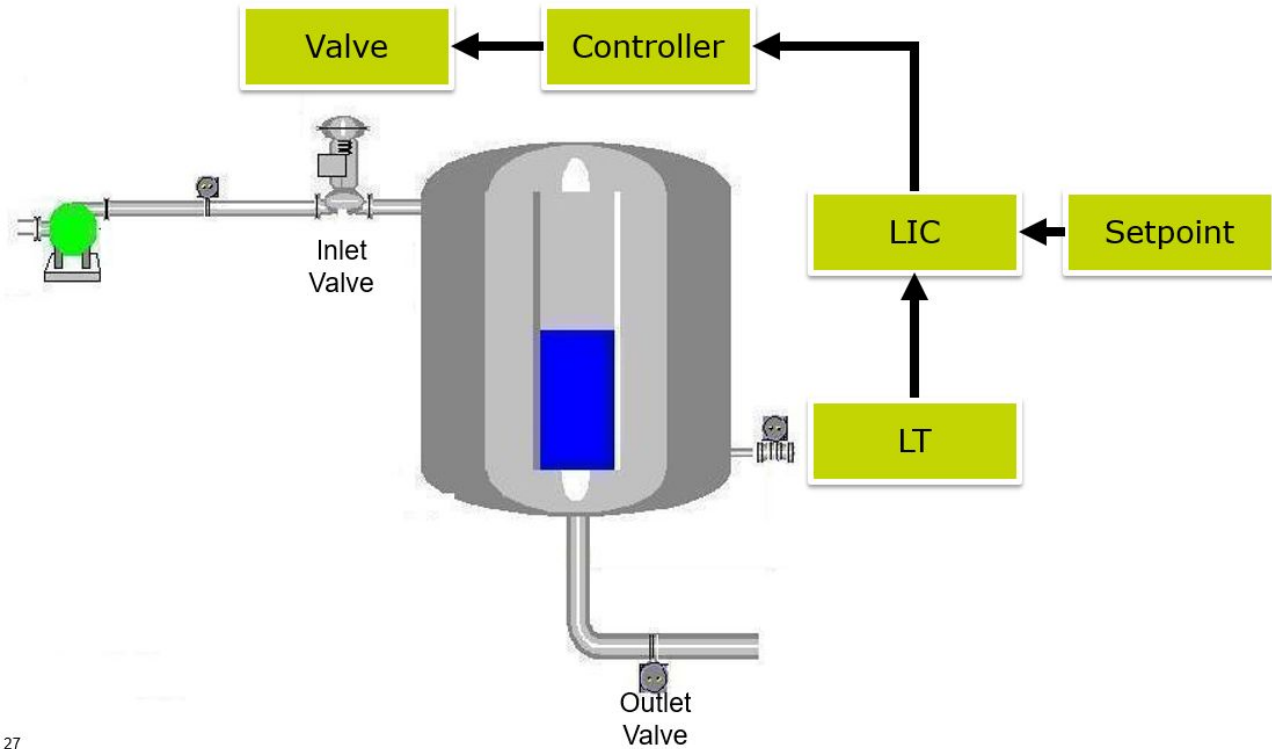 Valve
Controller
Inlet
Valve
LIC
Setpoint
LT
Outlet
Valve
27